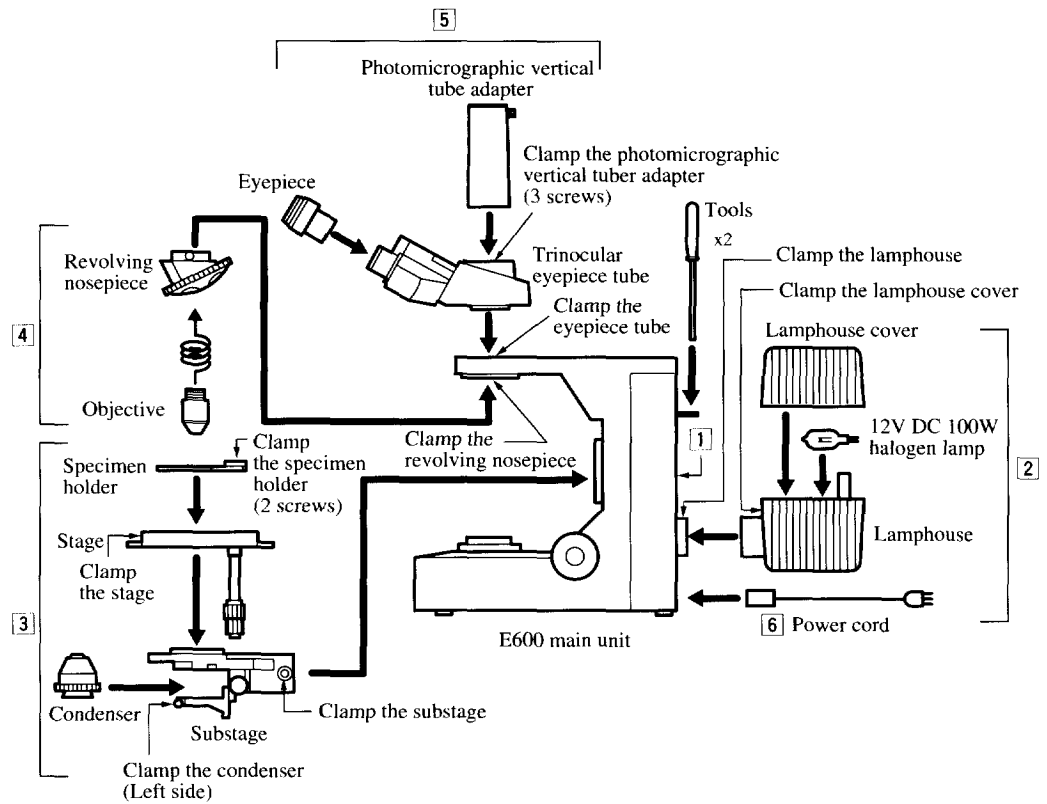 5
Photomicrographic vertical
tube adapter
Clamp the photomicrographic
vertical tuber adapter
(3 screws)
Eyepiece
Tools
x2
Revolving
nosepiece
Trinocular
eyepiece tube
Clamp the lamphouse
Clamp the lamphouse cover
Clamp the
eyepiece tube
4
Lamphouse cover
Objective
12V DC 100W
halogen lamp
Clamp the
revolving nosepiece
1
2
Specimen
holder
Clamp
the specimen
holder
(2 screws)
Stage
Clamp
the stage
Lamphouse
3
E600 main unit
6 Power cord
Condenser
Substage
Clamp the substage
Clamp the condenser
(Left side)